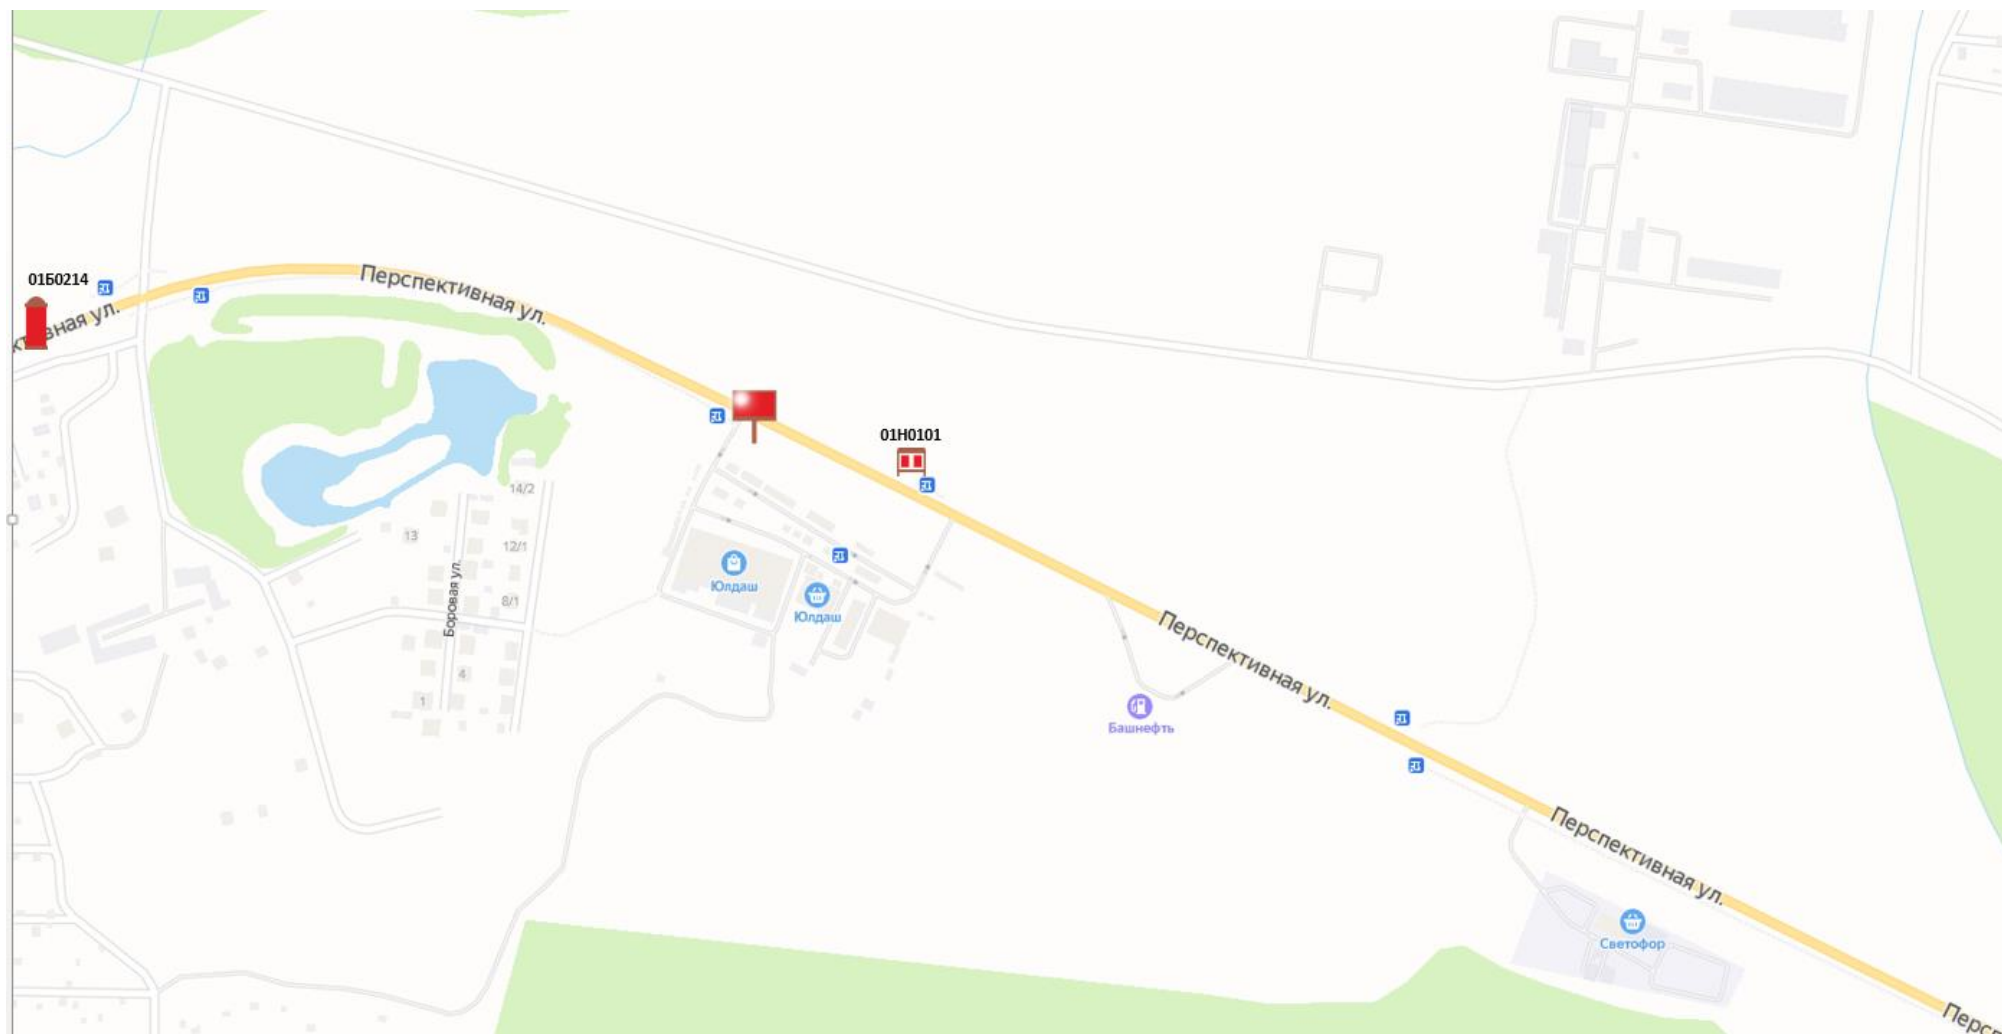 01Б0214
ктивная ул.
Перспективная ул.
01Н0101
14/2
13
12/1
Юлдаш
8/1
Юлдаш
Боровая ул.
Перспективная ул.
4
1
Башнефть
Перспективная ул.
Светофор
Персп